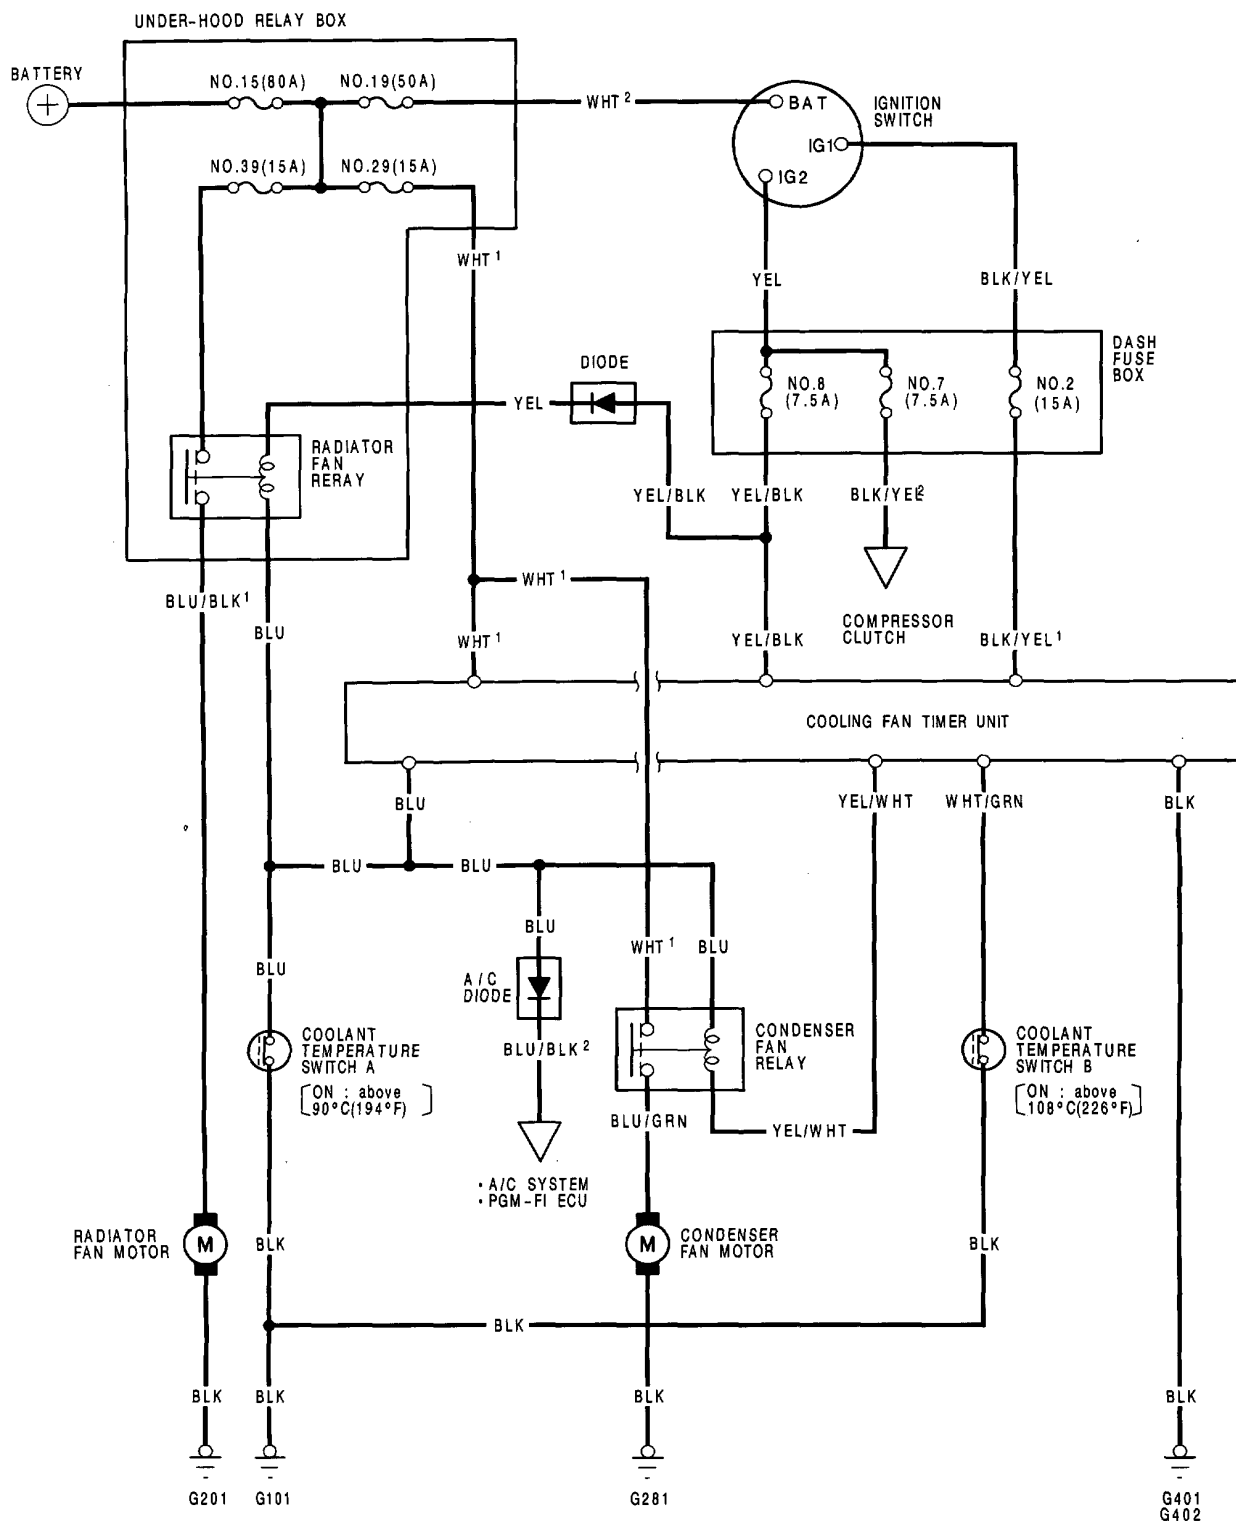 UNDER-HOOD RELAY BOX
BATTERY
NO.15(80A)
NO.19(50A)
WHT 2
BAT
IGNITION
SWITCH
IG1
IG2
NO.39(15A)
NO.29(15A)
WHT 1
YEL
BLK/YEL
DASH
FUSE
BOX
DIODE
YEL
NO.8
(7.5A)
NO.7
(7.5A)
NO.2
(15A)
RADIATOR
FAN
RERAY
YEL/BLK
YEL/BLK
BLK/YEL2
WHT 1
BLU/BLK 1
BLU
WHT 1
COMPRESSOR
CLUTCH
YEL/BLK
BLK/YEL 1
COOLING FAN TIMER UNIT
BLU
YEL/WHT
WHT/GRN
BLK
BLU
BLU
BLU
WHT 1
BLU
BLU
A/C
DIODE
COOLANT
TEMPERATURE
SWITCH A
ON : above
90°C(194°F)
BLU/BLK 2
CONDENSER
FAN
RELAY
COOLANT
TEMPERATURE
SWITCH B
ON : above
108°C(226°F)
BLU/GRN
YEL/WHT
• A/C SYSTEM
• PGM-FI ECU
RADIATOR
FAN MOTOR
M
BLK
M
CONDENSER
FAN MOTOR
BLK
BLK
BLK
BLK
BLK
BLK
G201
G101
G281
G401
G402